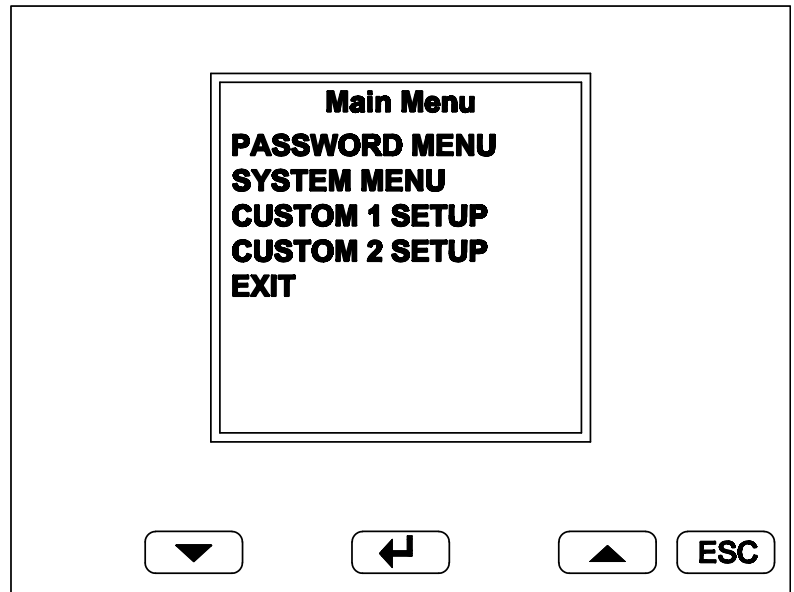 Main Menu
PASSWORD MENU
SYSTEM MENU
CUSTOM 1 SETUP
CUSTOM 2 SETUP
EXIT
ESC